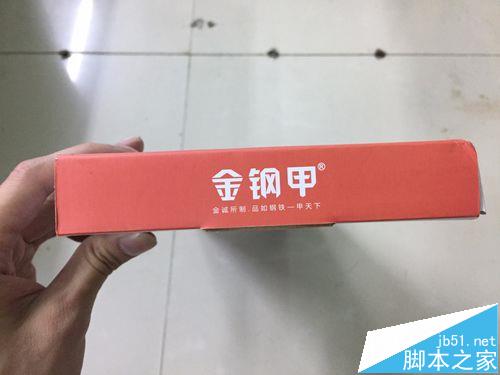 金钢甲®
金诚所制.品如钢铁一甲天下
jb51.net
脚本之家